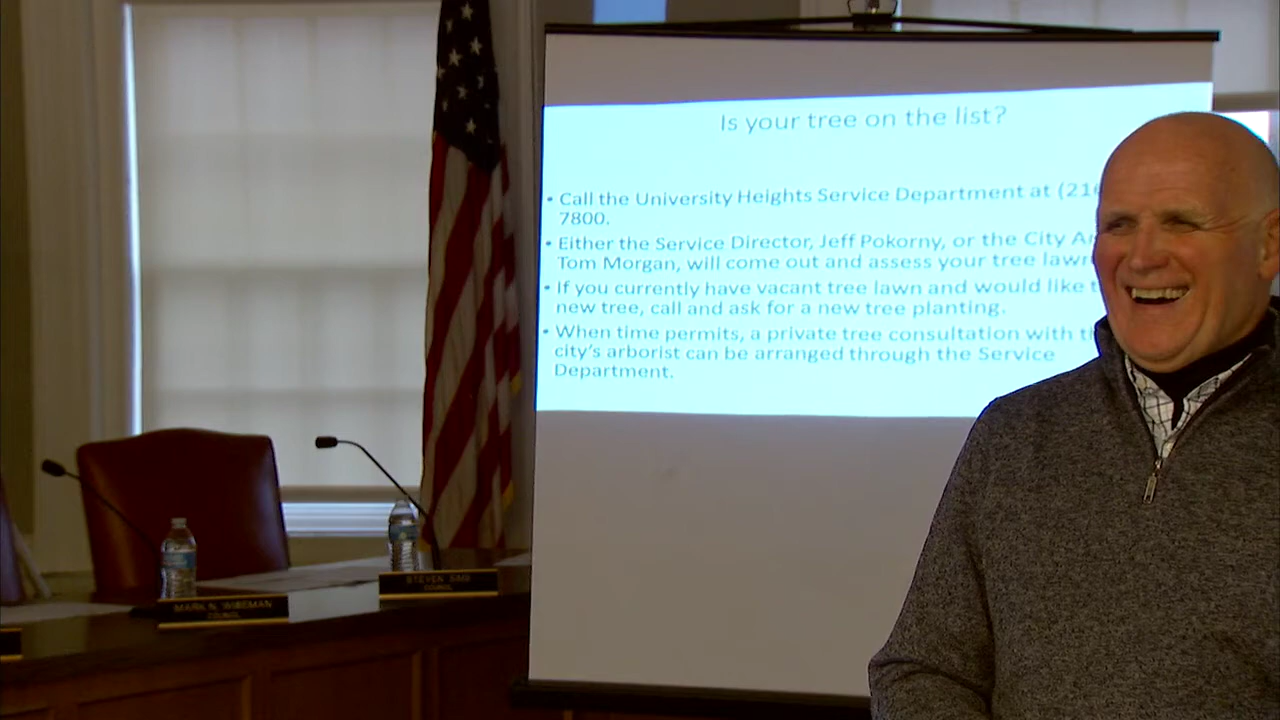 Is your tree on the list?
• Call the University Heights Service Department at (216
7800.
• Either the Service Director, Jeff Pokorny, or the City Ar
Tom Morgan, will come out and assess your tree lawn
• If you currently have vacant tree lawn and would like t
new tree, call and ask for a new tree planting.
• When time permits, a private tree consultation with th
city's arborist can be arranged through the Service
Department.
STEVEN SIMS
COUNCIL
MARK N. WISEMAN
COUNCIL